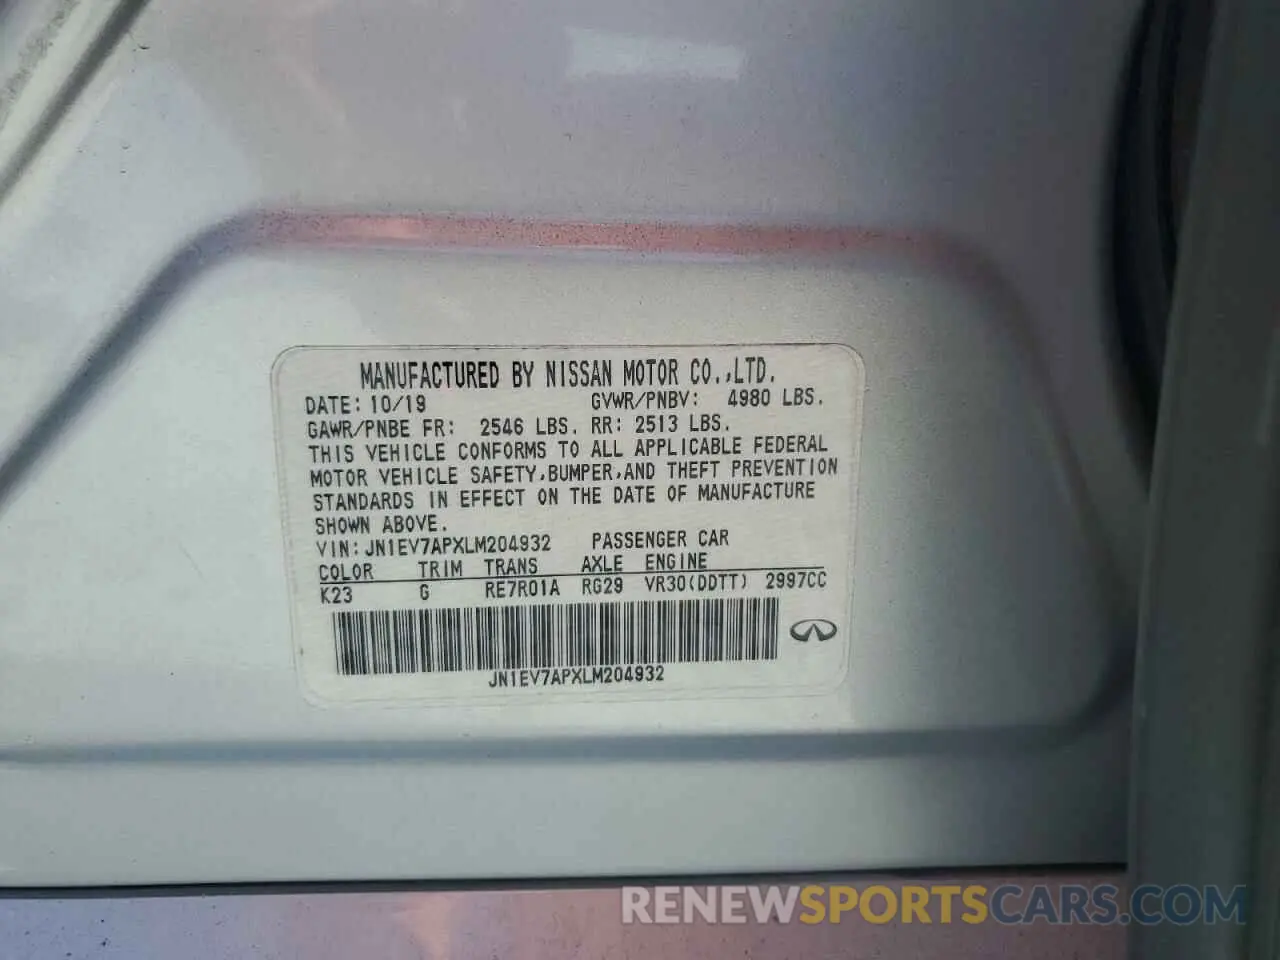 MANUFACTURED BY NISSAN MOTOR CO.,LTD.
DATE: 10/19 GVWR/PNBV: 4980 LBS.
GAWR/PNBE FR: 2546 LBS. RR: 2513 LBS.
THIS VEHICLE CONFORMS TO ALL APPLICABLE FEDERAL
MOTOR VEHICLE SAFETY,BUMPER,AND THEFT PREVENTION
STANDARDS IN EFFECT ON THE DATE OF MANUFACTURE
SHOWN ABOVE.
VIN: JN1EV7APXLM204932 PASSENGER CAR
COLOR TRIM TRANS AXLE ENGINE
K23 G RE7R01A RG29 VR30(DDTT) 2997CC
JN1EV7APXLM204932
RENEWSPORTSCARS.COM